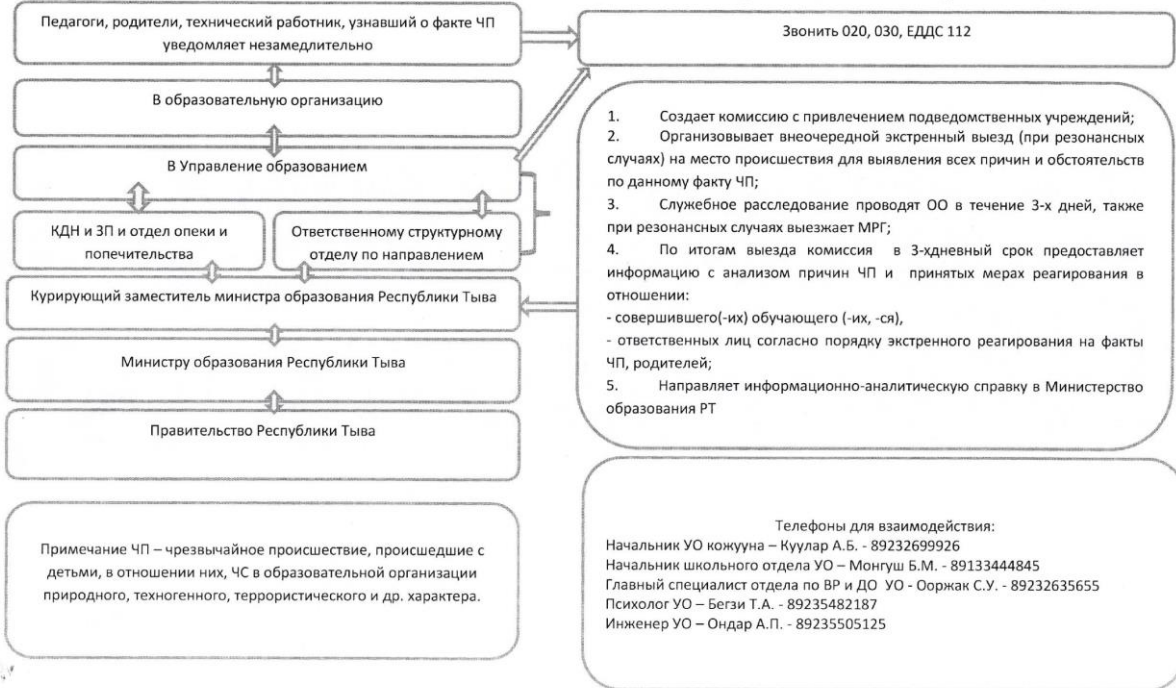 Педагоги, родители, технический работник, узнавший о факте ЧП
уведомляет незамедлительно
Звонить 020, 030, ЕДДС 112
В образовательную организацию
В Управление образованием
КДН и ЗП и отдел опеки и
попечительства
Ответственному структурному
отделу по направлением
Курирующий заместитель министра образования Республики Тыва
Министру образования Республики Тыва
Правительство Республики Тыва
1. Создает комиссию с привлечением подведомственных учреждений;
2. Организовывает внеочередной экстренный выезд (при резонансных
случаях) на место происшествия для выявления всех причин и обстоятельств
по данному факту ЧП;
3. Служебное расследование проводят ОО в течение 3-х дней, также
при резонансных случаях выезжает МРГ;
4. По итогам выезда комиссия в 3-хдневный срок предоставляет
информацию с анализом причин ЧП и принятых мерах реагирования в
отношении:
- совершившего(-их) обучающего (-их, -ся),
- ответственных лиц согласно порядку экстренного реагирования на факты
ЧП, родителей;
5. Направляет информационно-аналитическую справку в Министерство
образования РТ
Примечание ЧП – чрезвычайное происшествие, происшедшие с
детьми, в отношении них, ЧС в образовательной организации
природного, техногенного, террористического и др. характера.
Телефоны для взаимодействия:
Начальник УО кожууна – Куулар А.Б. - 89232699926
Начальник школьного отдела УО – Монгуш Б.М. - 89133444845
Главный специалист отдела по ВР и ДО УО - Ооржак С.У. - 89232635655
Психолог УО – Бегзи Т.А. - 89235482187
Инженер УО – Ондар А.П. - 89235505125